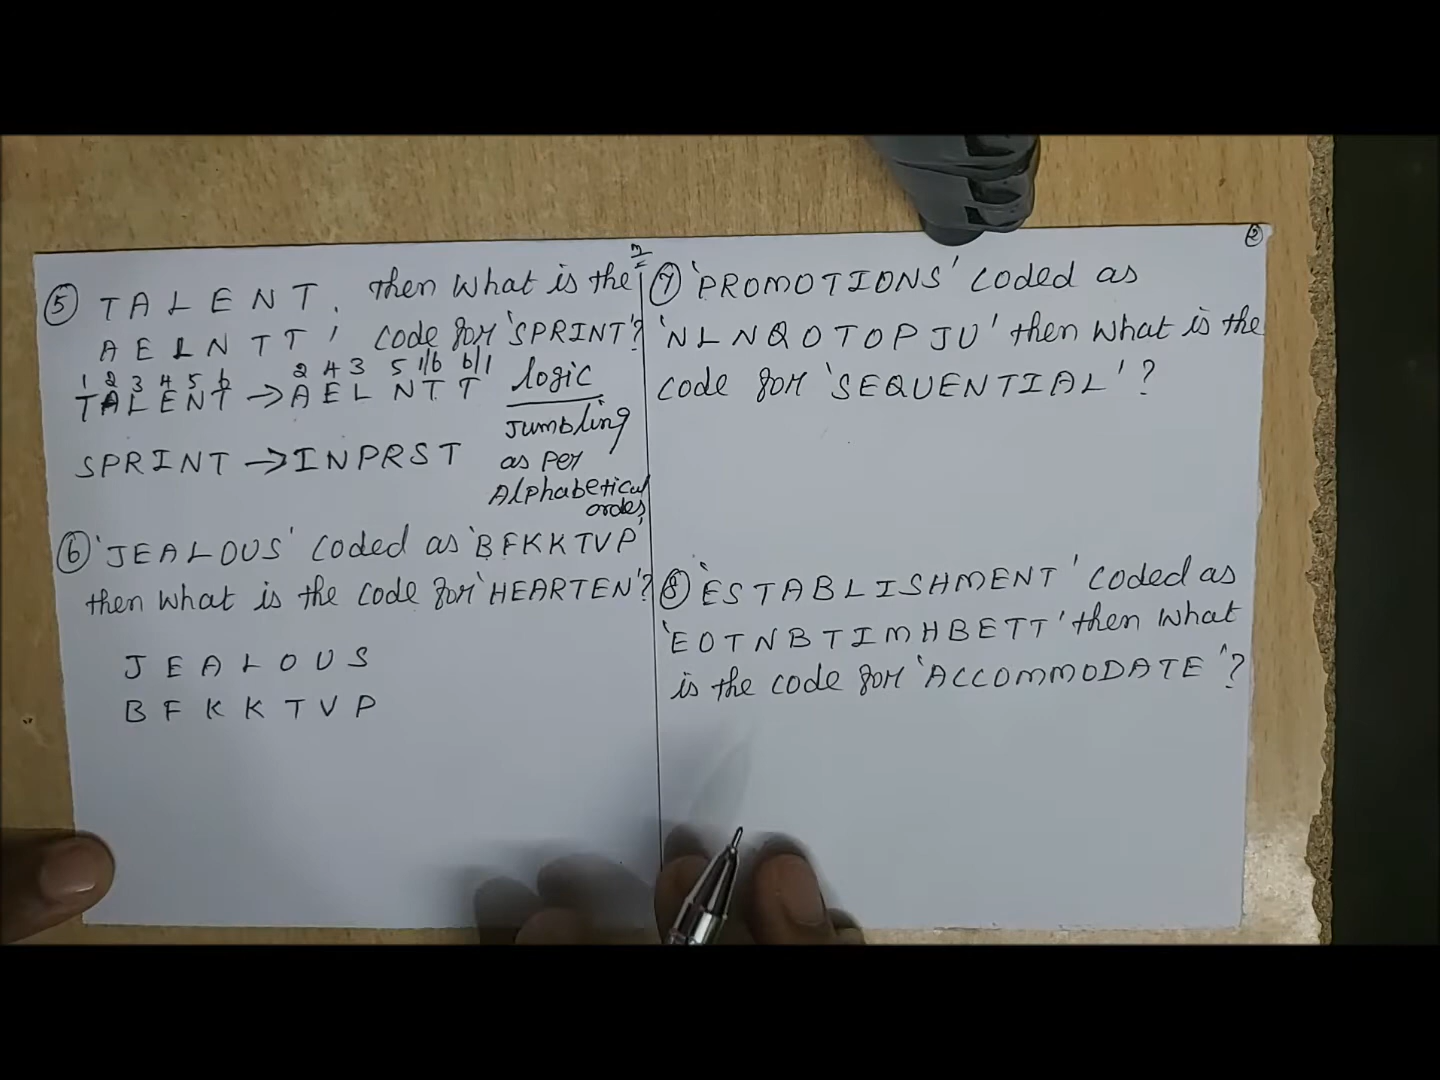 ②
⑤ TALENT, then what is the
AELNTT' code for 'SPRINT'?
2 4 3 5 1/6 6/1
1 2 3 4 5 6
TALENT → AELNTT
logic
Jumbling
as per
Alphabetical
order
SPRINT → INPRST
⑥ 'JEALOUS' coded as 'BFKKTVP'
then what is the code for 'HEARTEN'?
J E A L O U S
B F K K T V P
⑦ 'PROMOTIONS' coded as
'NLNQOTOPJU' then what is the
code for 'SEQUENTIAL'?
⑧ 'ESTABLISHMENT' coded as
'EOTNBTIMHBETT' then what
is the code for 'ACCOMMODATE'?